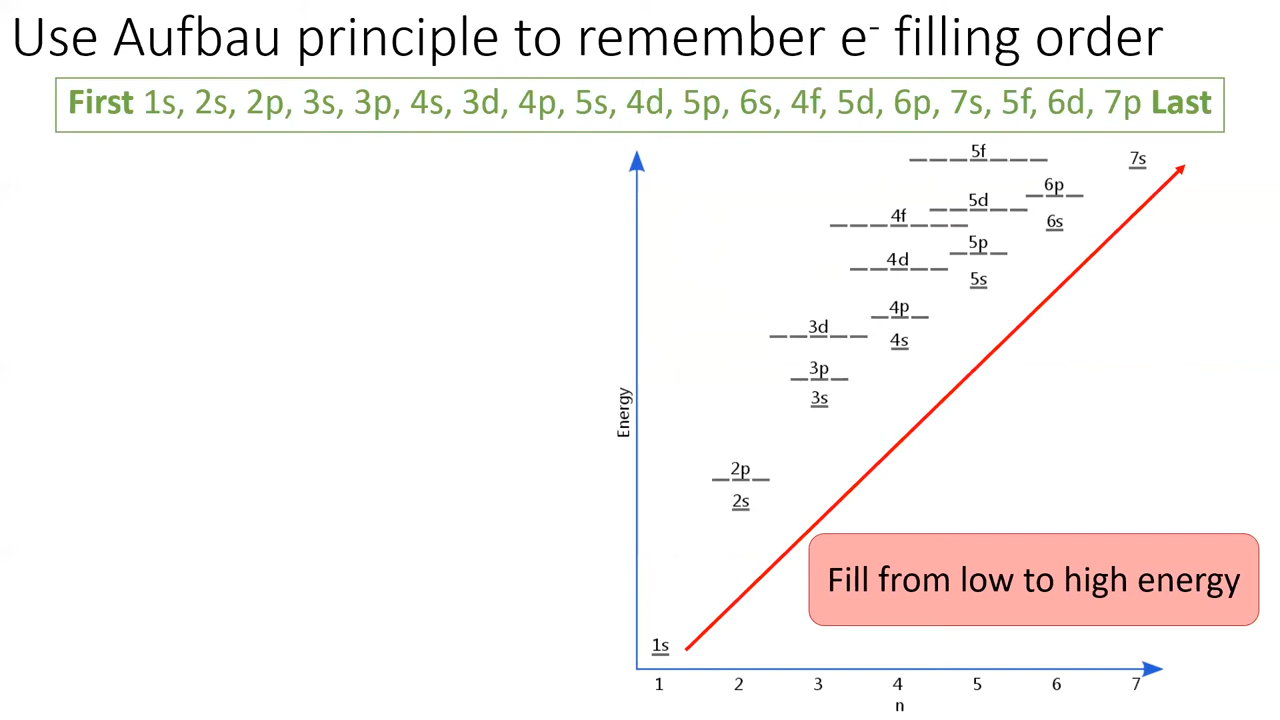 Use Aufbau principle to remember e⁻ filling order
First 1s, 2s, 2p, 3s, 3p, 4s, 3d, 4p, 5s, 4d, 5p, 6s, 4f, 5d, 6p, 7s, 5f, 6d, 7p Last
5f
7s
6p
5d
4f
6s
5p
4d
5s
4p
3d
4s
3p
3s
Energy
2p
2s
Fill from low to high energy
1s
1 2 3 4 5 6 7
n